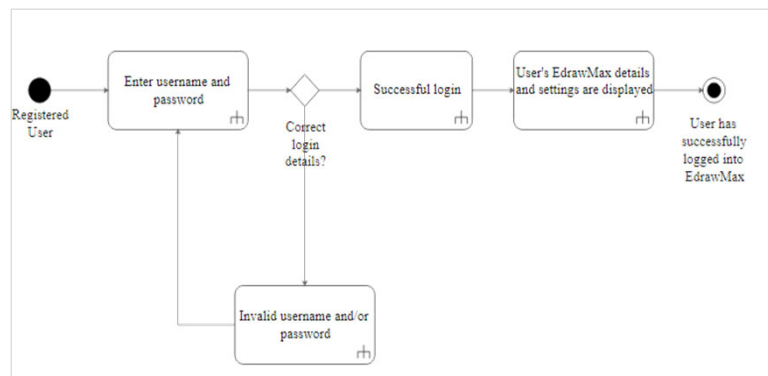 Registered
User
Enter username and
password
Correct
login
details?
Successful login
User's EdrawMax details
and settings are displayed
User has
successfully
logged into
EdrawMax
Invalid username and/or
password